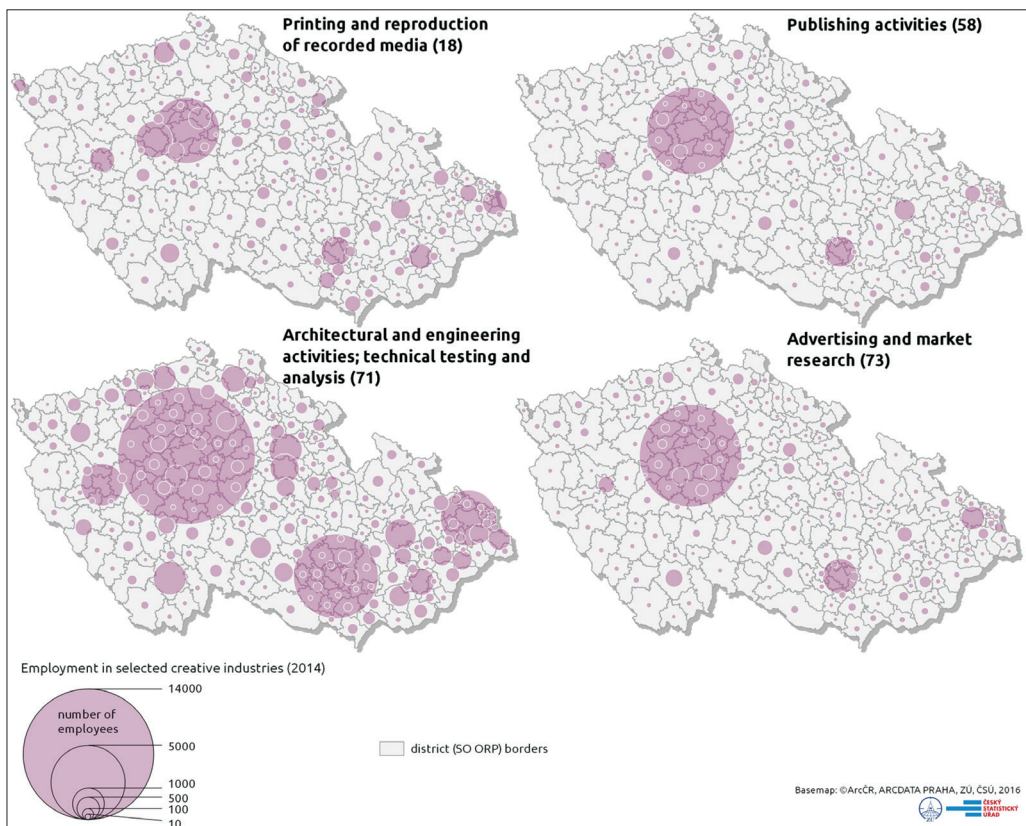 Printing and reproduction
of recorded media (18)
Publishing activities (58)
Architectural and engineering
activities; technical testing and
analysis (71)
Advertising and market
research (73)
Employment in selected creative industries (2014)
14000
number of
employees
5000
1000
500
100
10
district (SO ORP) borders
Basemap: ©ArcČR, ARCDATA PRAHA, ZÚ, ČSÚ, 2016
ČESKÝ
STATISTICKÝ
ÚŘAD